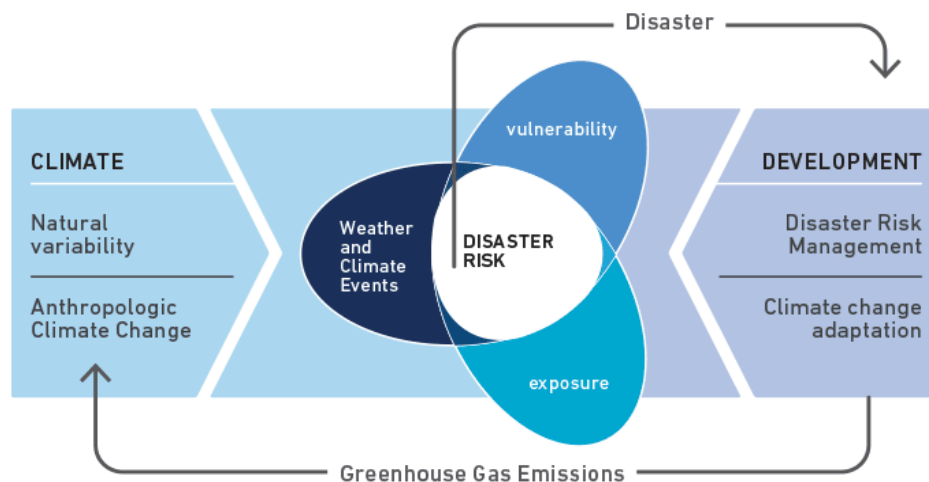 Disaster
CLIMATE
Natural
variability
Anthropologic
Climate Change
Weather
and
Climate
Events
DISASTER
RISK
vulnerability
exposure
DEVELOPMENT
Disaster Risk
Management
Climate change
adaptation
Greenhouse Gas Emissions